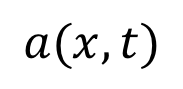 a(x, t)